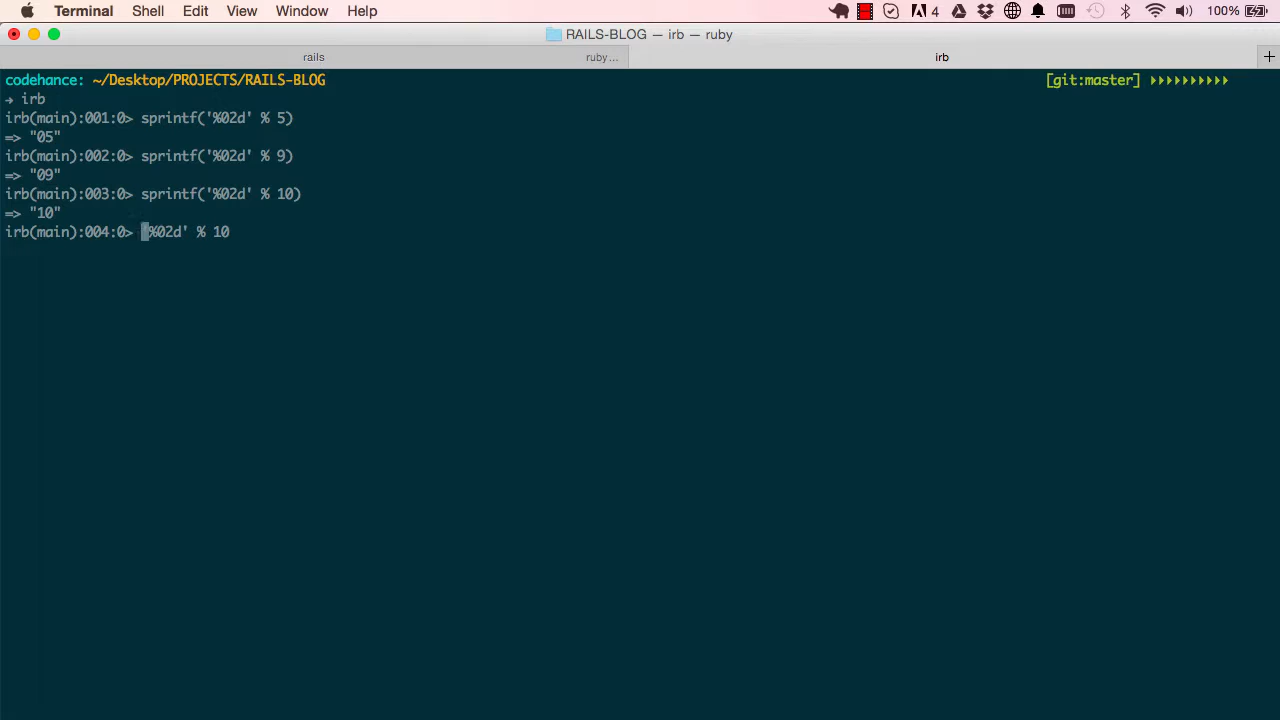 Terminal Shell Edit View Window Help 4 100%
RAILS-BLOG — irb — ruby
rails ruby... irb +
codehance: ~/Desktop/PROJECTS/RAILS-BLOG [git:master]
→ irb
irb(main):001:0> sprintf('%02d' % 5)
=> "05"
irb(main):002:0> sprintf('%02d' % 9)
=> "09"
irb(main):003:0> sprintf('%02d' % 10)
=> "10"
irb(main):004:0> '%02d' % 10